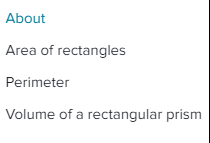 About
Area of rectangles
Perimeter
Volume of a rectangular prism